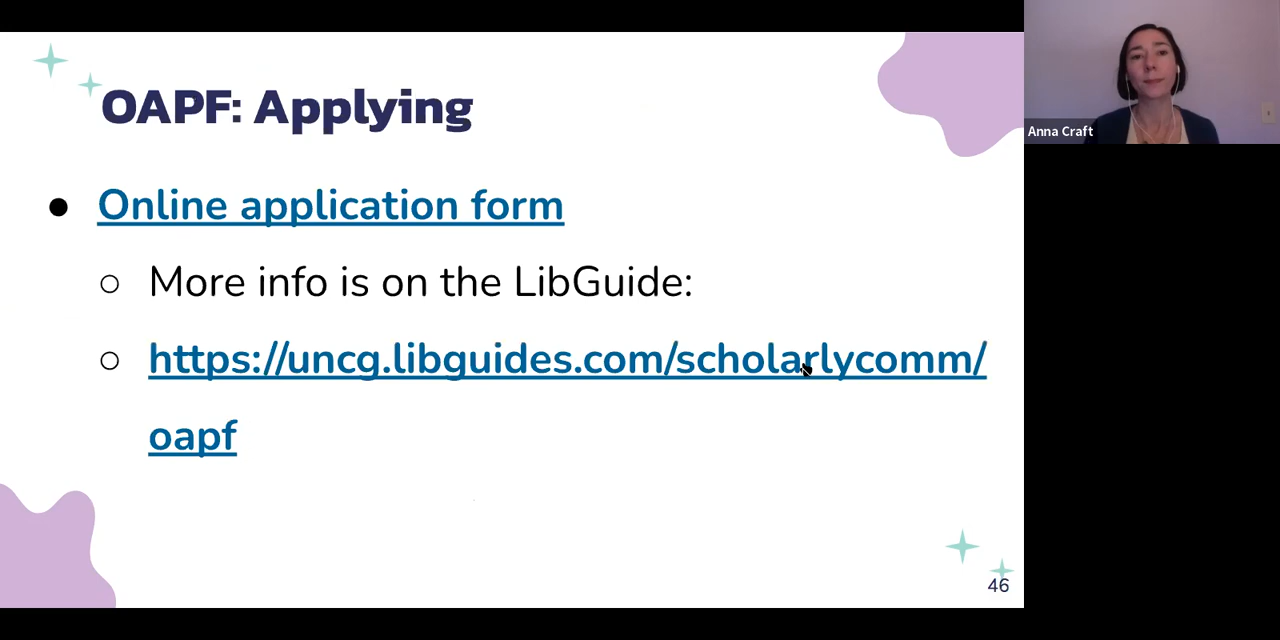 OAPF: Applying
Online application form
More info is on the LibGuide:
https://uncg.libguides.com/scholarlycomm/
oapf
46
Anna Craft